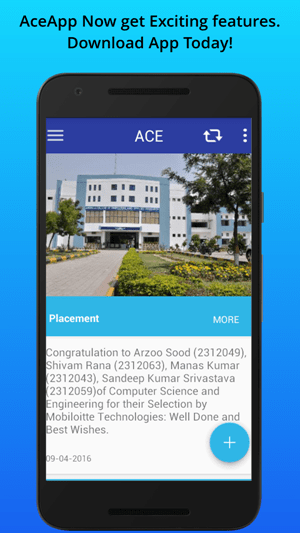 AceApp Now get Exciting features.
Download App Today!
ACE
Placement MORE
Congratulation to Arzoo Sood (2312049),
Shivam Rana (2312063), Manas Kumar
(2312043), Sandeep Kumar Srivastava
(2312059)of Computer Science and
Engineering for their Selection by
Mobiloitte Technologies: Well Done and
Best Wishes.
09-04-2016